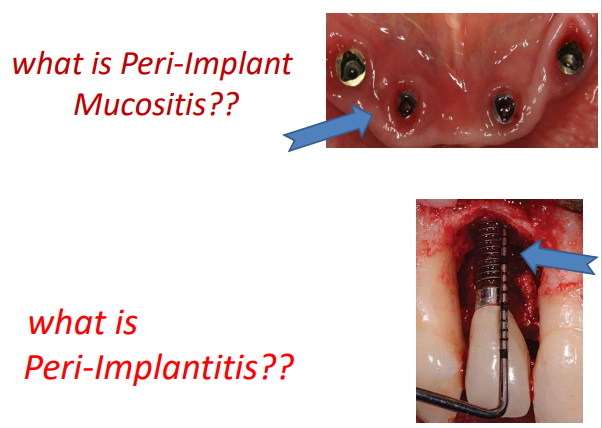 what is Peri-Implant
Mucositis??
what is
Peri-Implantitis??